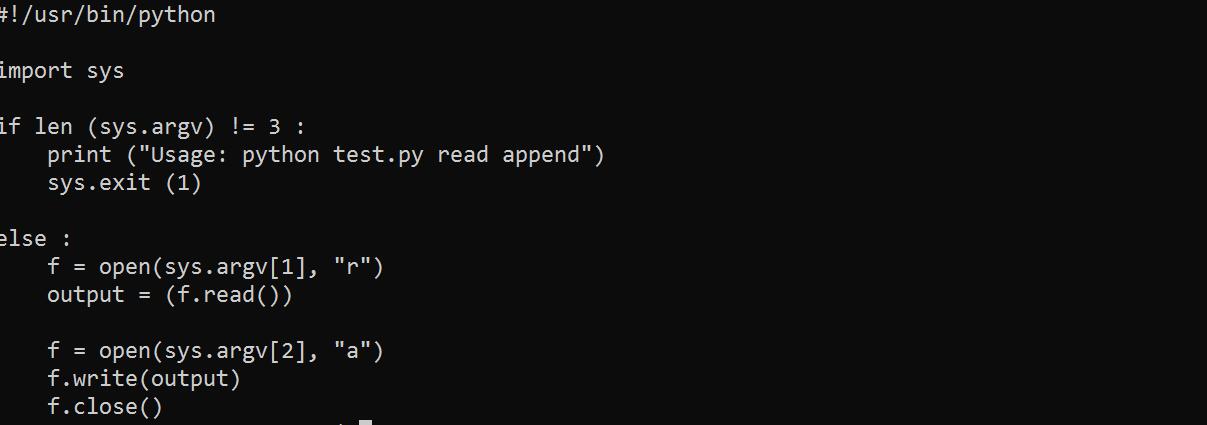 #!/usr/bin/python
import sys
if len (sys.argv) != 3 :
    print ("Usage: python test.py read append")
    sys.exit (1)
else :
    f = open(sys.argv[1], "r")
    output = (f.read())
    f = open(sys.argv[2], "a")
    f.write(output)
    f.close()